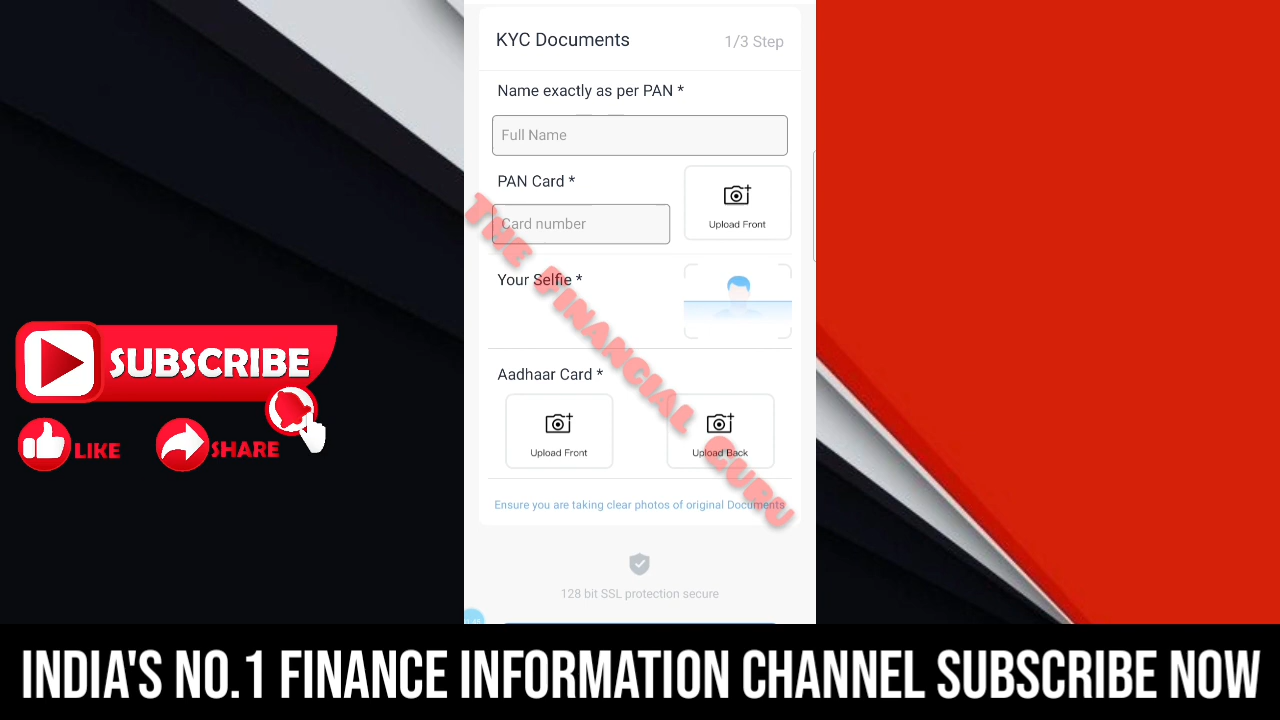 KYC Documents
1/3 Step
Name exactly as per PAN *
Full Name
PAN Card *
Card number
Upload Front
Your Selfie *
Aadhaar Card *
Upload Front
Upload Back
Ensure you are taking clear photos of original Documents
128 bit SSL protection secure
THE FINANCIAL GURU
SUBSCRIBE
LIKE
SHARE
INDIA'S NO.1 FINANCE INFORMATION CHANNEL SUBSCRIBE NOW